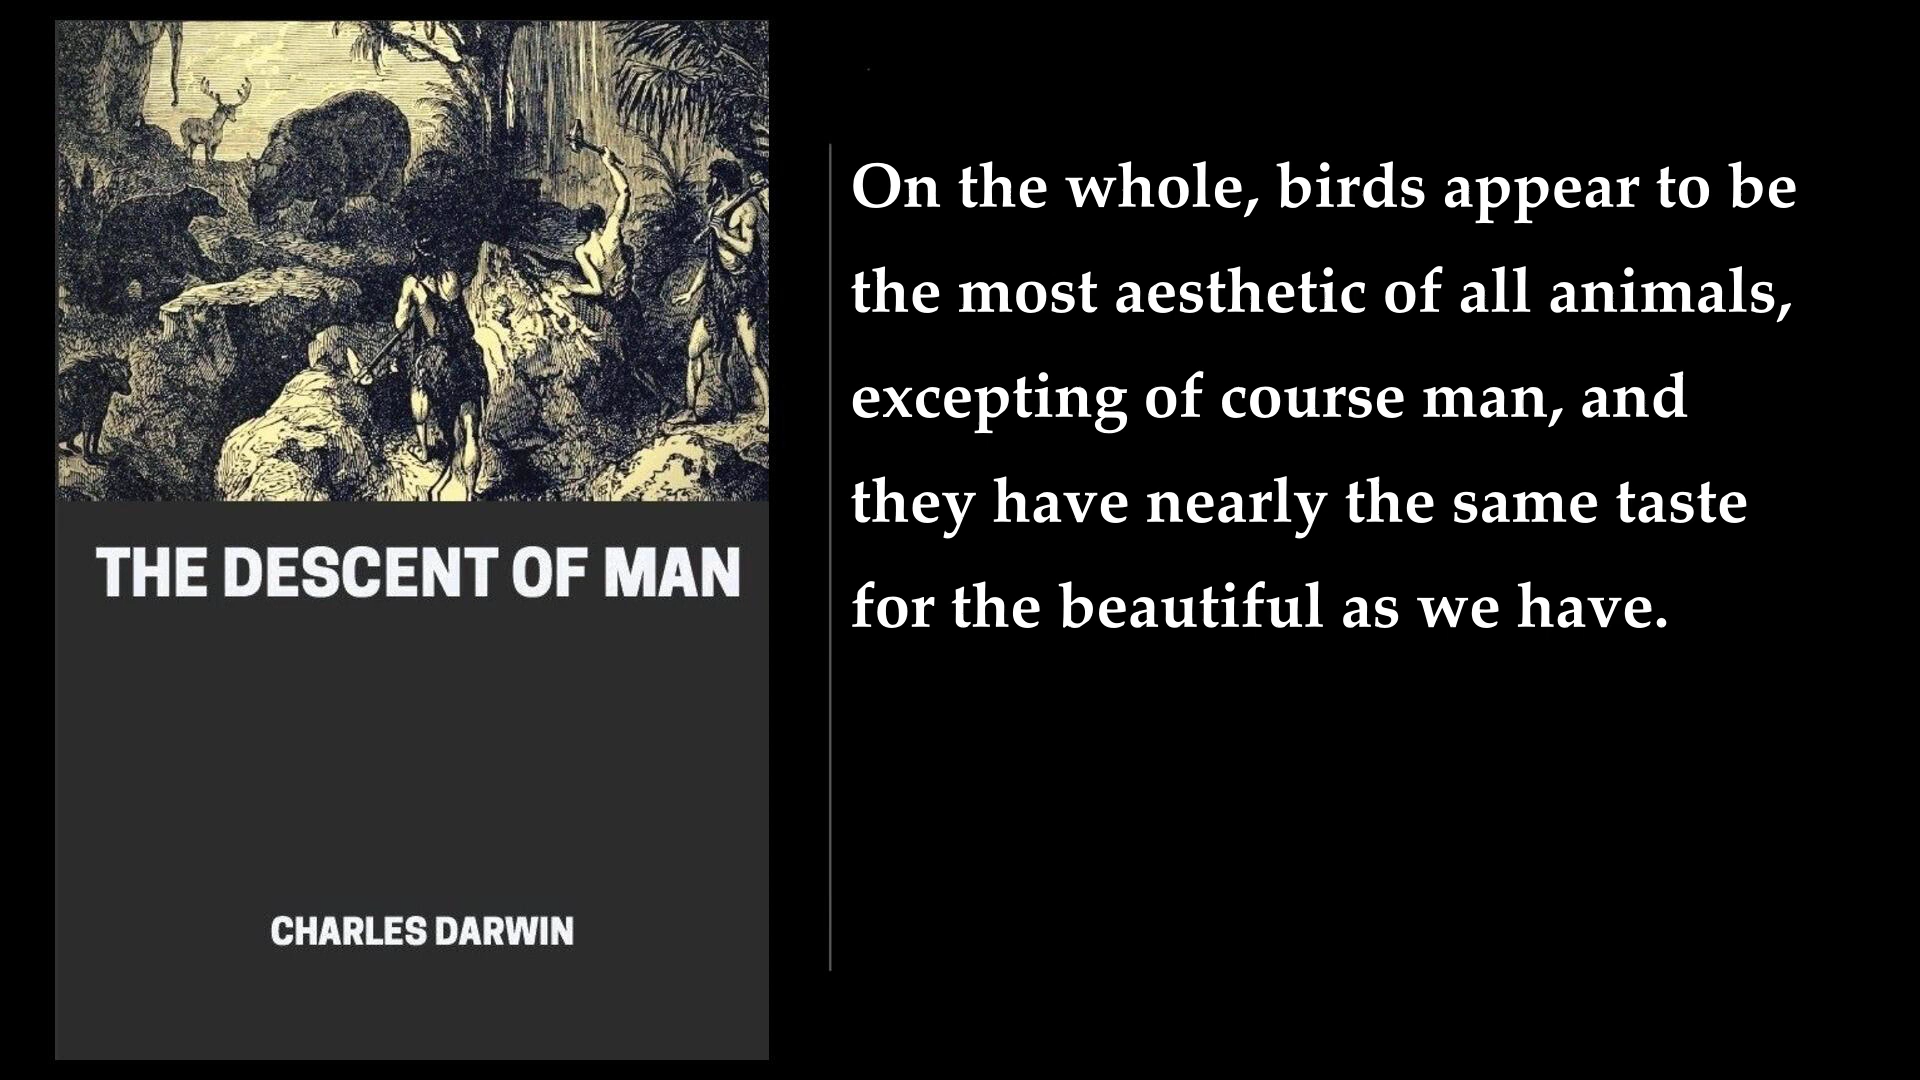 THE DESCENT OF MAN
CHARLES DARWIN
On the whole, birds appear to be
the most aesthetic of all animals,
excepting of course man, and
they have nearly the same taste
for the beautiful as we have.